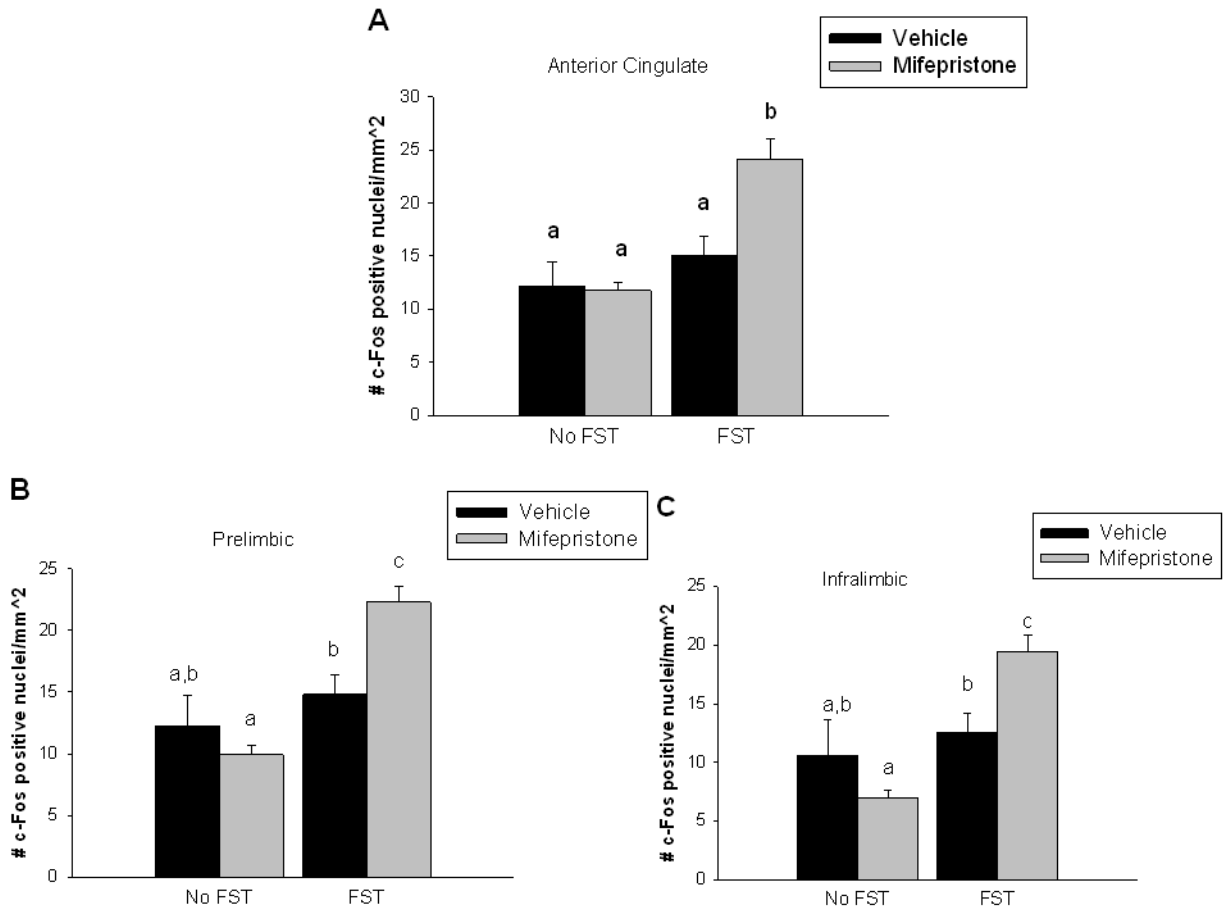 A
Vehicle
Mifepristone
Anterior Cingulate
# c-Fos positive nuclei/mm^2
30
25
20
15
10
5
0
a
a
a
b
No FST
FST
B
Vehicle
Mifepristone
Prelimbic
# c-Fos positive nuclei/mm^2
25
20
15
10
5
0
a,b
a
b
c
No FST
FST
C
Vehicle
Mifepristone
Infralimbic
# c-Fos positive nuclei/mm^2
25
20
15
10
5
0
a,b
a
b
c
No FST
FST